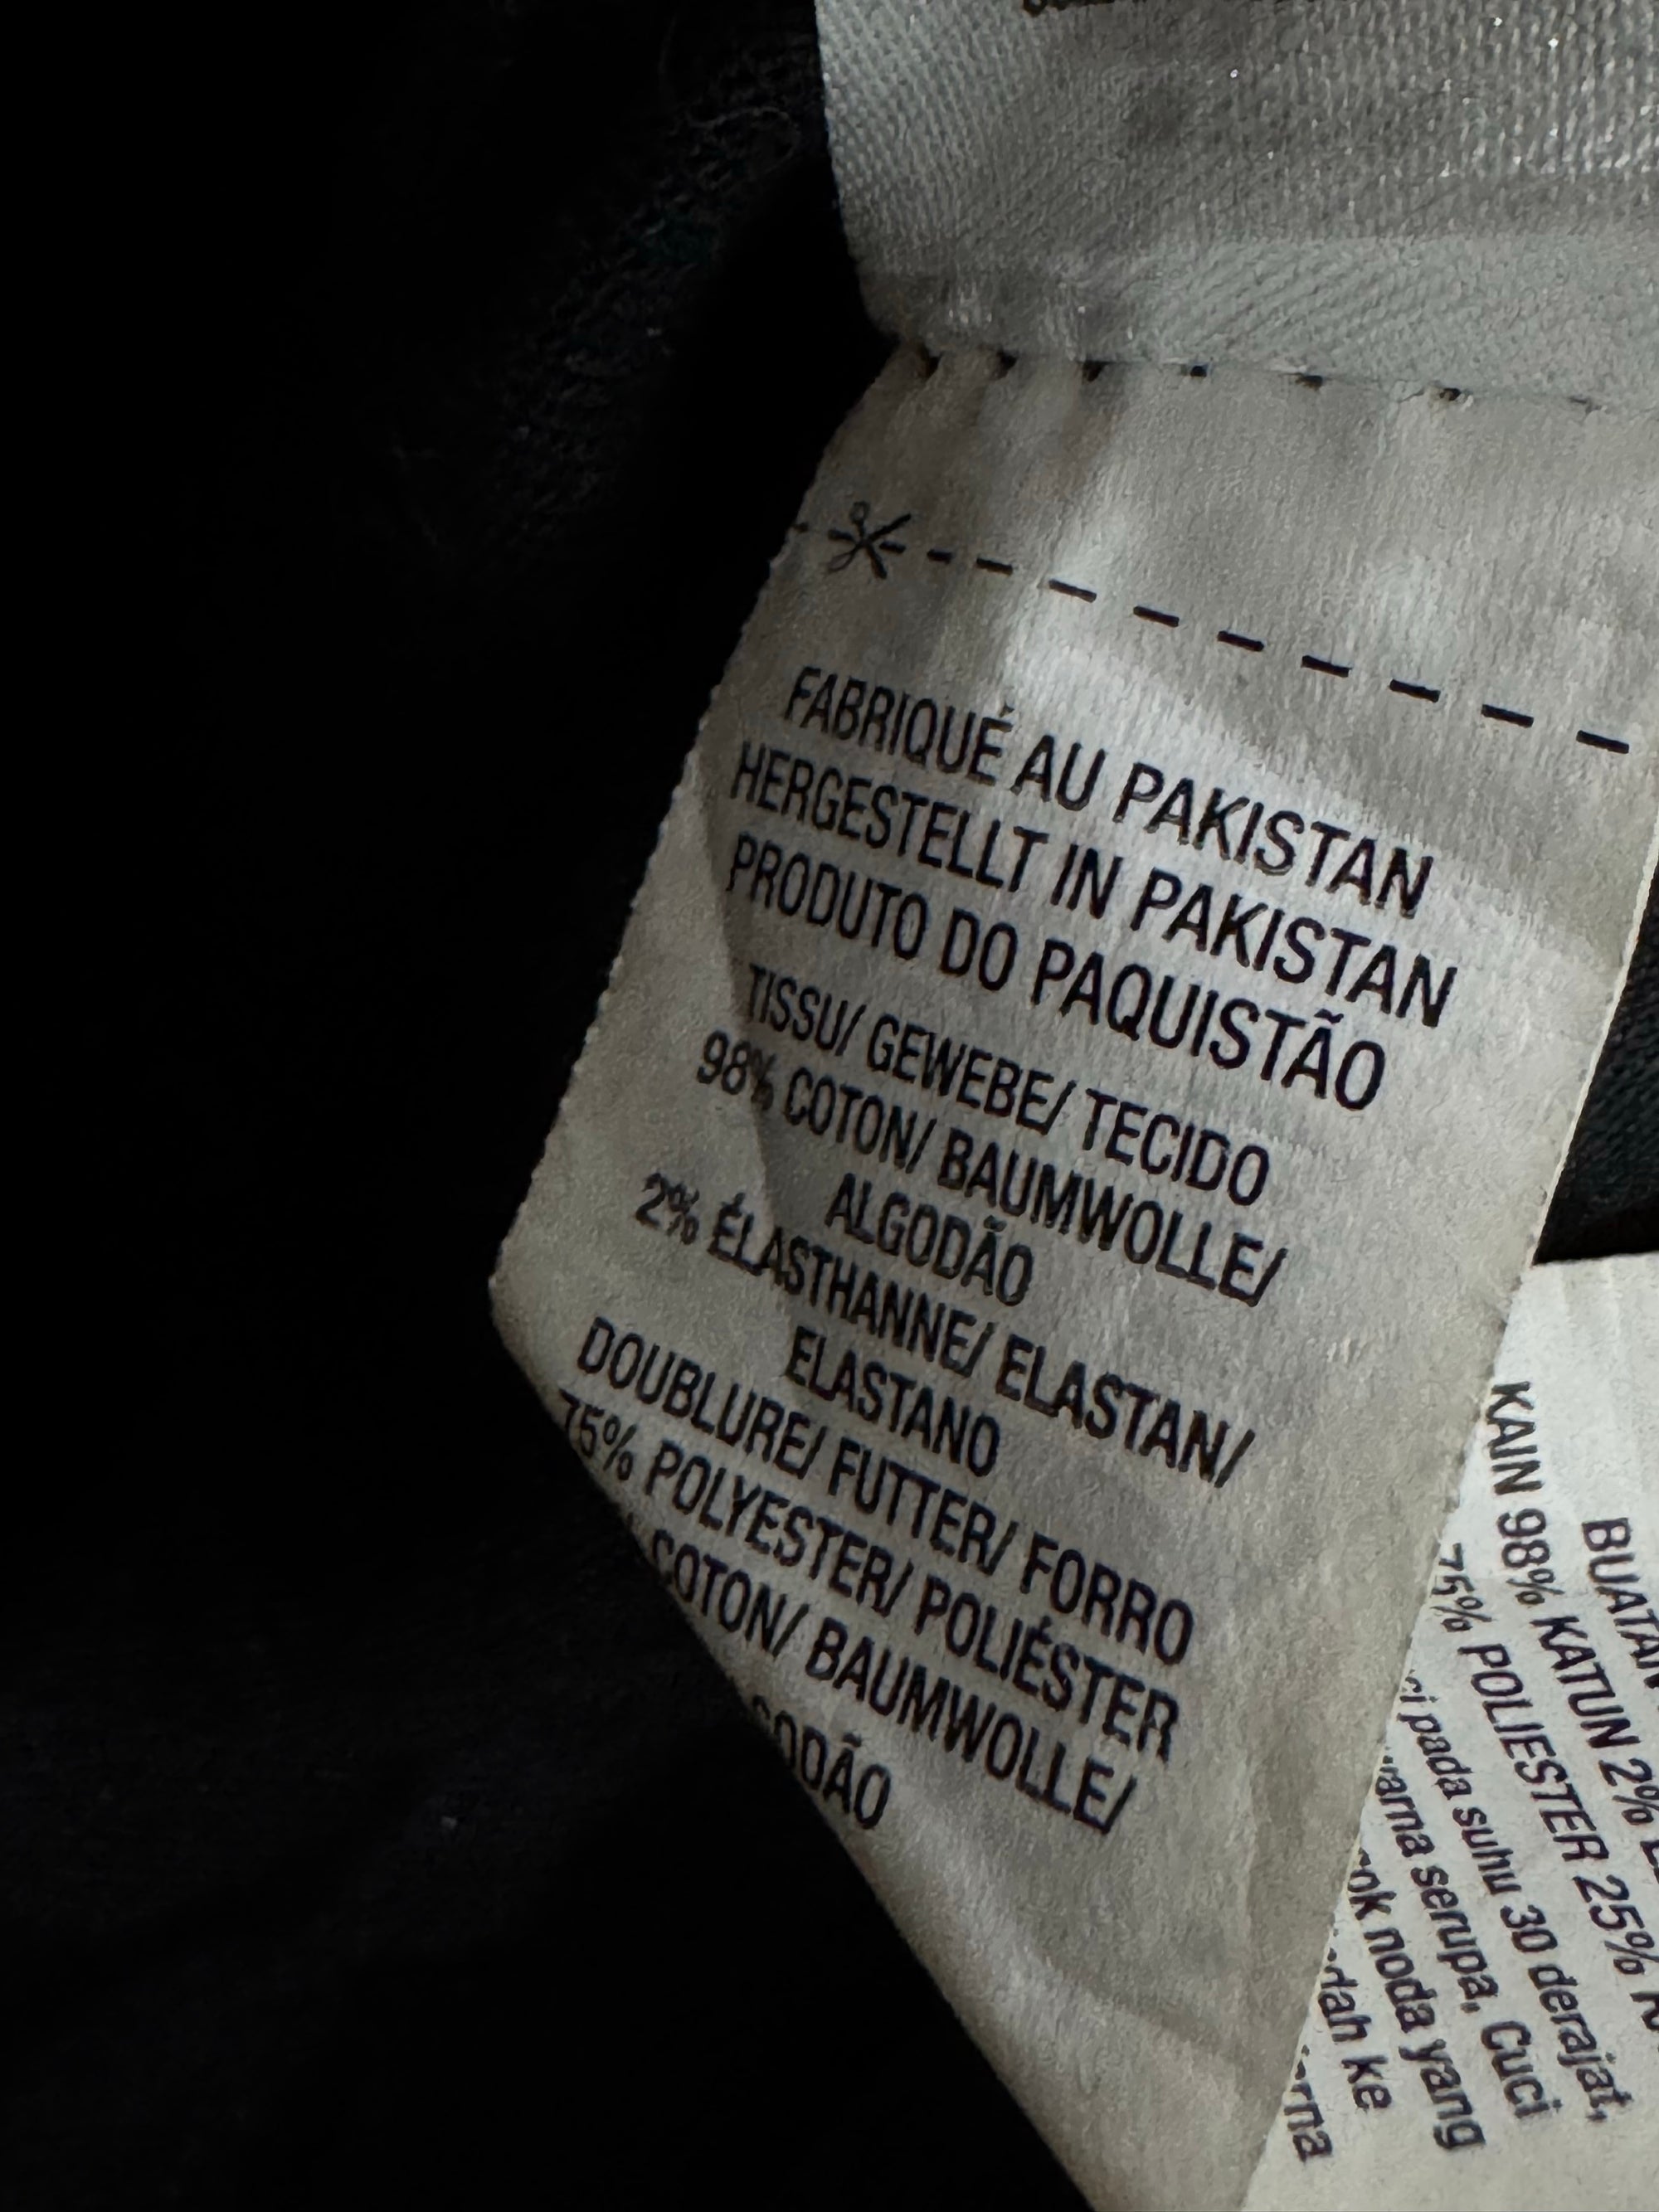 FABRIQUÉ AU PAKISTAN
HERGESTELLT IN PAKISTAN
PRODUTO DO PAQUISTÃO
TISSU/ GEWEBE/ TECIDO
98% COTON/ BAUMWOLLE/
ALGODÃO
2% ÉLASTHANNE/ ELASTAN/
ELASTANO
DOUBLURE/ FUTTER/ FORRO
75% POLYESTER/ POLIÉSTER
COTON/ BAUMWOLLE/
KAIN 98% KATUN 2%
75% POLIESTER 25%
pada suhu 30 derajat,
serupa, Cuci
noda yang
ke